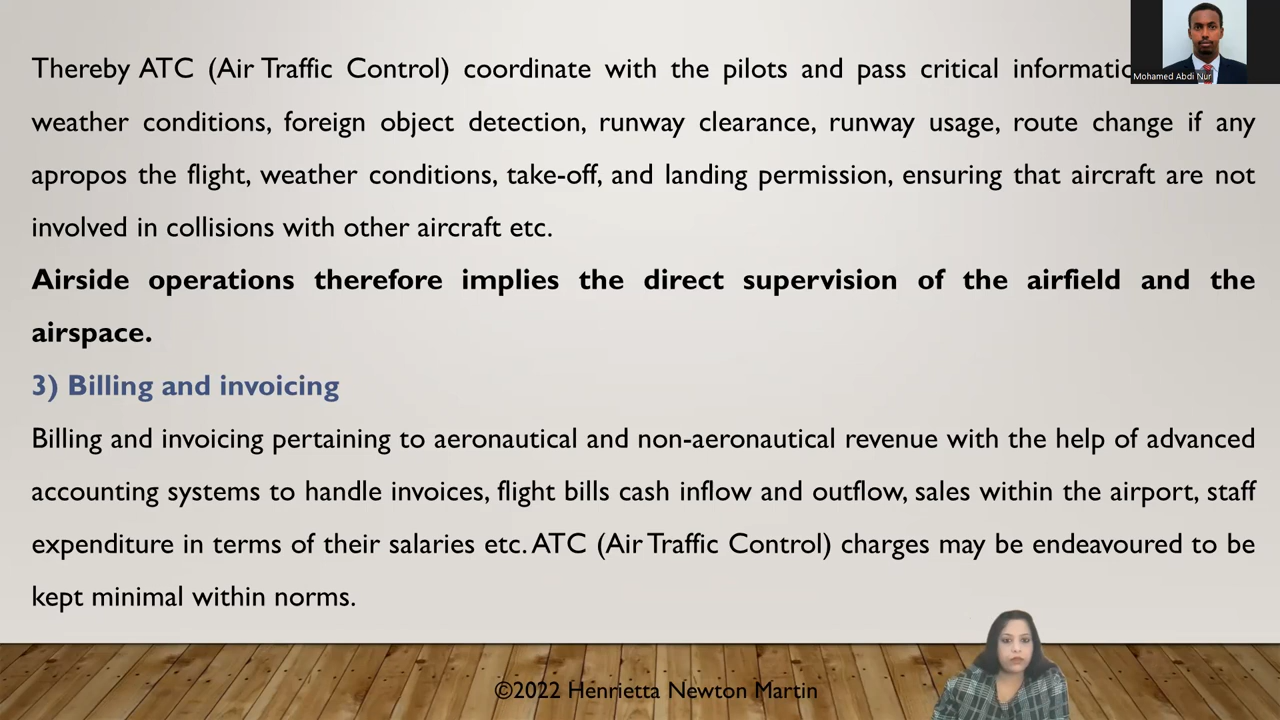 Thereby ATC (Air Traffic Control) coordinate with the pilots and pass critical
weather conditions, foreign object detection, runway clearance, runway usage, route change if any
apropos the flight, weather conditions, take-off, and landing permission, ensuring that aircraft are not
involved in collisions with other aircraft etc.
Airside operations therefore implies the direct supervision of the airfield and the
airspace.
3) Billing and invoicing
Billing and invoicing pertaining to aeronautical and non-aeronautical revenue with the help of advanced
accounting systems to handle invoices, flight bills cash inflow and outflow, sales within the airport, staff
expenditure in terms of their salaries etc. ATC (Air Traffic Control) charges may be endeavoured to be
kept minimal within norms.
©2022 Henrietta Newton Martin
Mohamed Abdi Nur